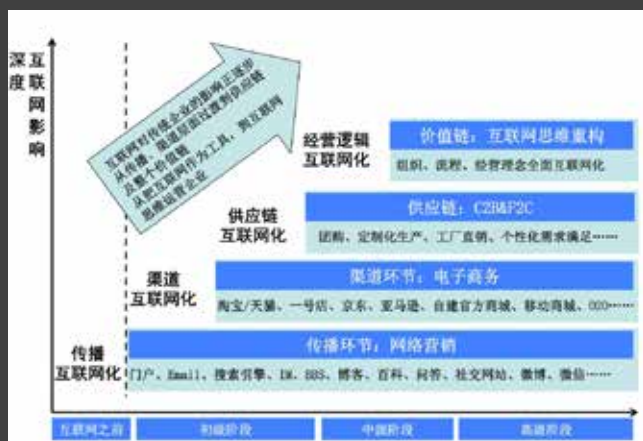 互联网影响
深度
互联网对传统企业的影响正逐步
从传播、渠道层面过渡到供应链
及整个价值链
从把互联网作为工具，到互联网
思维运营企业
经营逻辑
互联网化
价值链：互联网思维重构
组织、流程、经营理念全面互联网化
供应链
互联网化
供应链：C2B&F2C
团购、定制化生产、工厂直销、个性化需求满足……
渠道
互联网化
渠道环节：电子商务
淘宝/天猫、一号店、京东、亚马逊、自建官方商城、移动商城、O2O……
传播
互联网化
传播环节：网络营销
门户、Email、搜索引擎、IM、BBS、博客、百科、问答、社交网站、微博、微信……
互联网之前
初级阶段
中级阶段
高级阶段